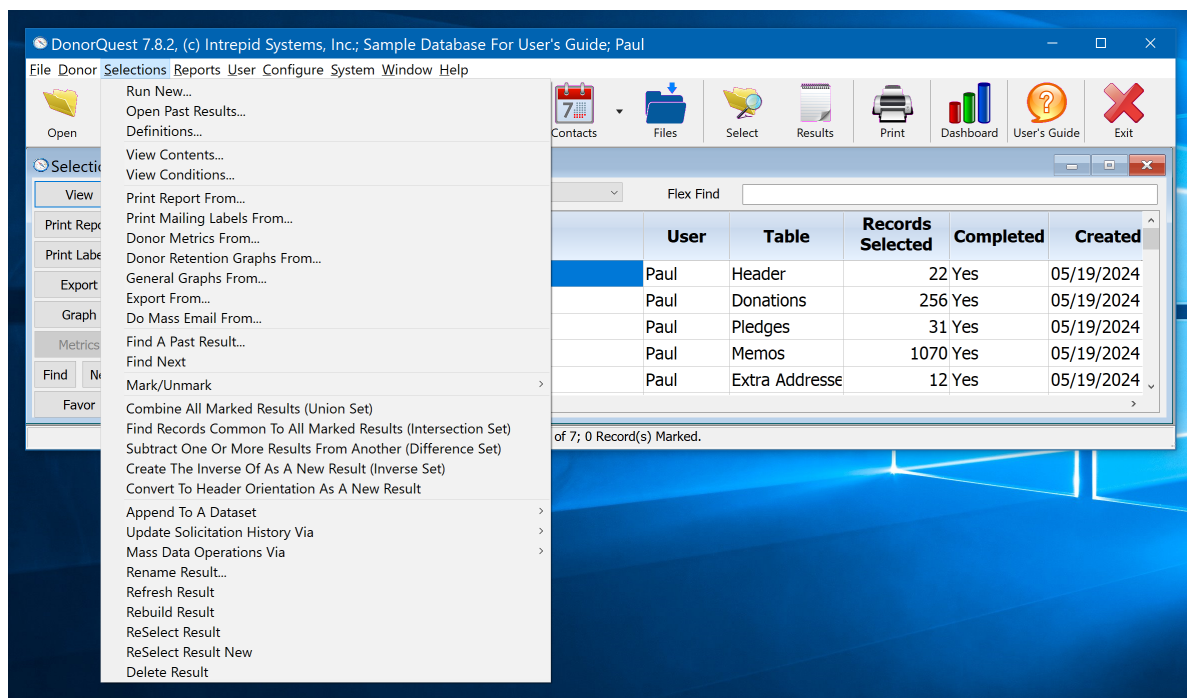 DonorQuest 7.8.2, (c) Intrepid Systems, Inc.; Sample Database For User's Guide; Paul
File Donor Selections Reports User Configure System Window Help
Open
Contacts
Files
Select
Results
Print
Dashboard
User's Guide
Exit
Run New...
Open Past Results...
Definitions...
View Contents...
View Conditions...
Print Report From...
Print Mailing Labels From...
Donor Metrics From...
Donor Retention Graphs From...
General Graphs From...
Export From...
Do Mass Email From...
Find A Past Result...
Find Next
Mark/Unmark
Combine All Marked Results (Union Set)
Find Records Common To All Marked Results (Intersection Set)
Subtract One Or More Results From Another (Difference Set)
Create The Inverse Of As A New Result (Inverse Set)
Convert To Header Orientation As A New Result
Append To A Dataset
Update Solicitation History Via
Mass Data Operations Via
Rename Result...
Refresh Result
Rebuild Result
ReSelect Result
ReSelect Result New
Delete Result
Selectio
View
Print Repo
Print Labe
Export
Graph
Metrics
Find Ne
Favor
Flex Find
User Table Records Selected Completed Created
Paul Header 22 Yes 05/19/2024
Paul Donations 256 Yes 05/19/2024
Paul Pledges 31 Yes 05/19/2024
Paul Memos 1070 Yes 05/19/2024
Paul Extra Addresse 12 Yes 05/19/2024
of 7; 0 Record(s) Marked.